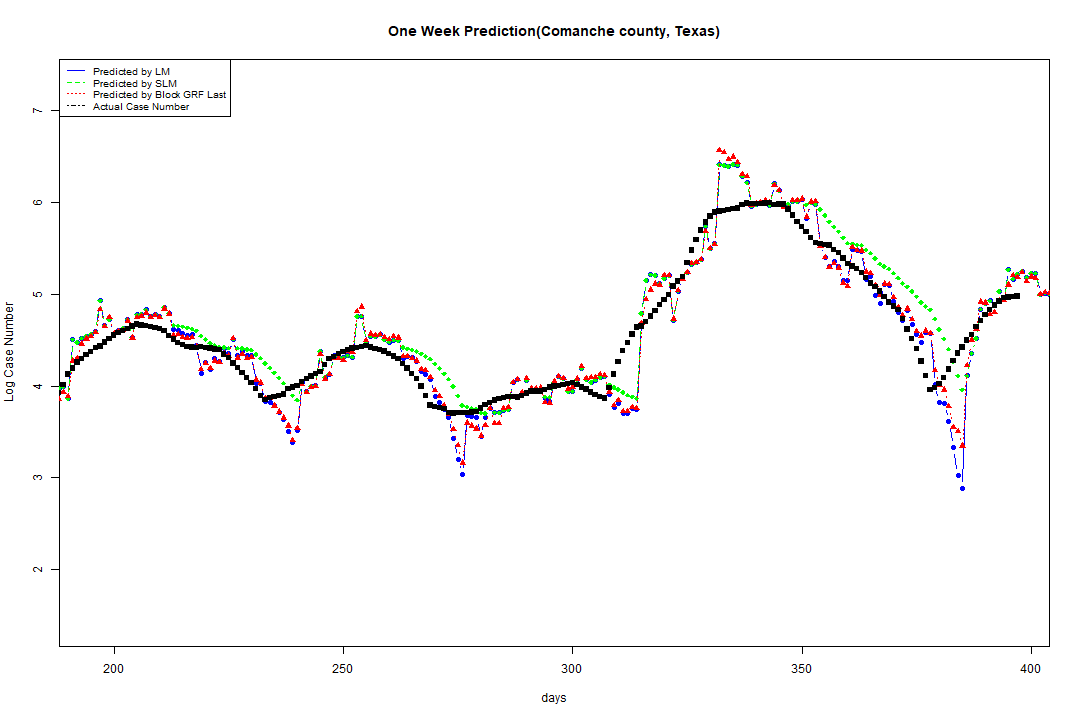 One Week Prediction(Comanche county, Texas)
Predicted by LM
Predicted by SLM
Predicted by Block GRF Last
Actual Case Number
7
6
5
4
3
2
Log Case Number
200
250
300
350
400
days